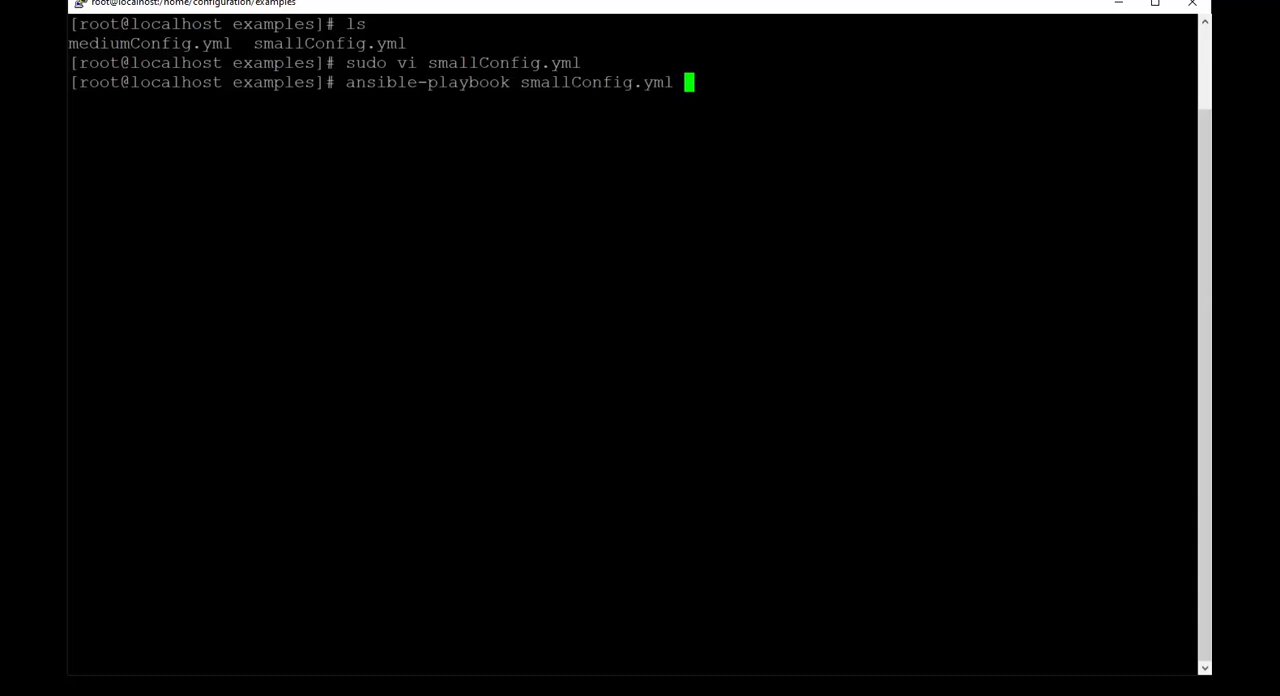 root@localhost:/home/configuration/examples
[root@localhost examples]# ls
mediumConfig.yml  smallConfig.yml
[root@localhost examples]# sudo vi smallConfig.yml
[root@localhost examples]# ansible-playbook smallConfig.yml